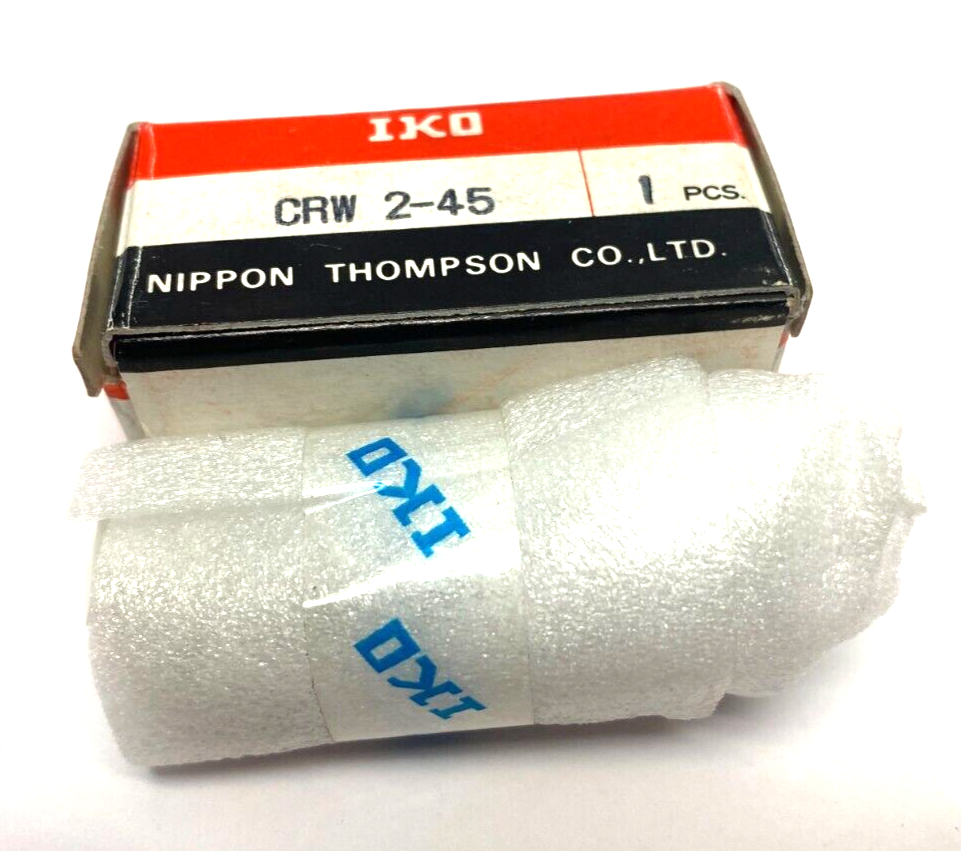 IKO
CRW 2-45
1 PCS.
NIPPON THOMPSON CO.,LTD.
IKO
IKO